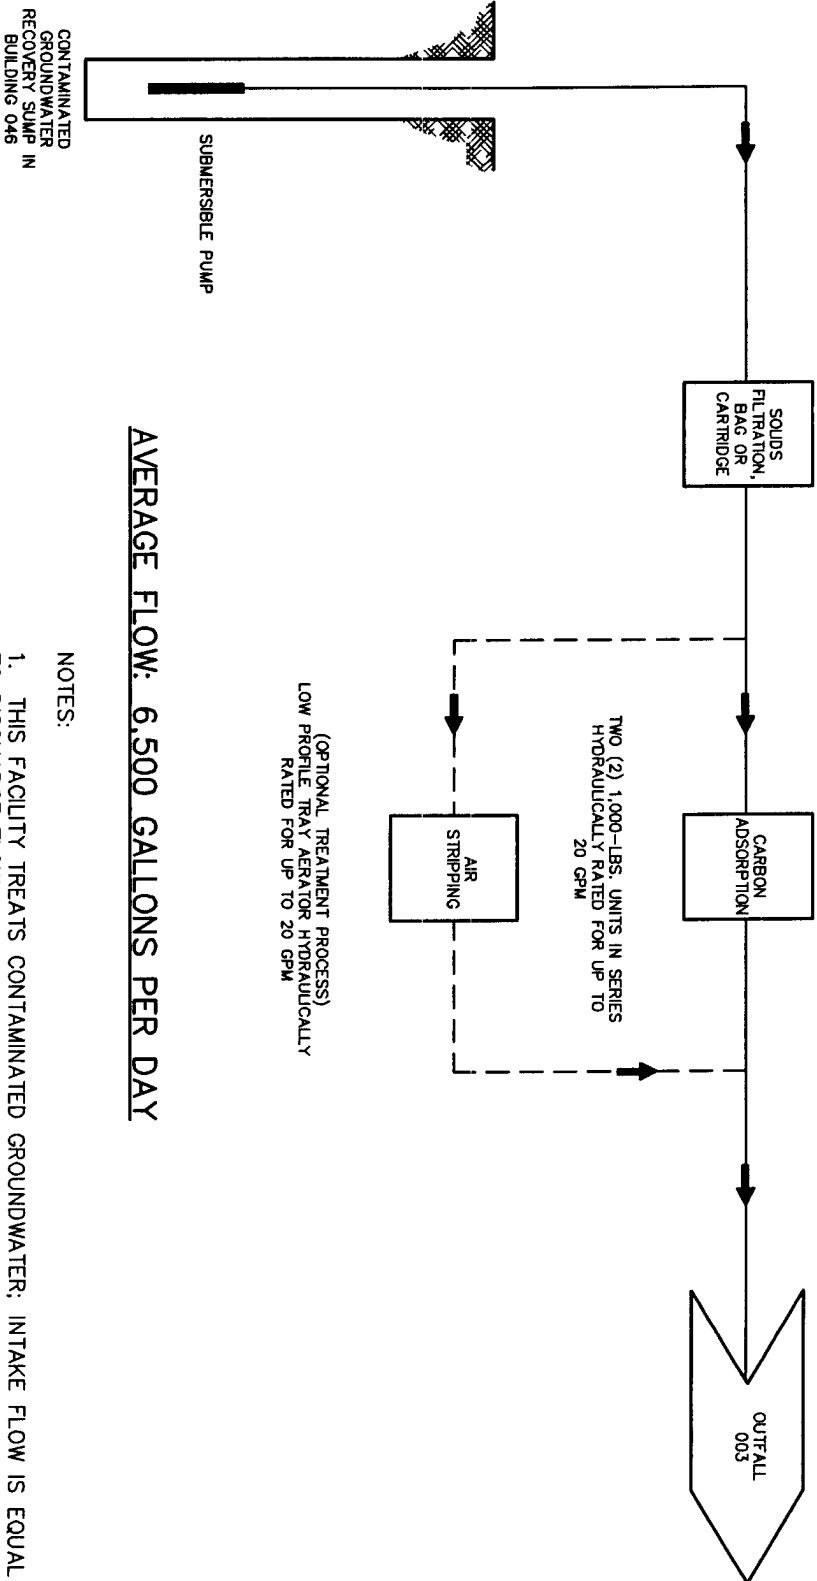 SOLIDS
FILTRATION,
BAG OR
CARTRIDGE
CARBON
ADSORPTION
OUTFALL
003
TWO (2) 1,000-LBS. UNITS IN SERIES
HYDRAULICALLY RATED FOR UP TO
20 GPM
AIR
STRIPPING
(OPTIONAL TREATMENT PROCESS)
LOW PROFILE TRAY AERATOR HYDRAULICALLY
RATED FOR UP TO 20 GPM
SUBMERSIBLE PUMP
CONTAMINATED
GROUNDWATER
RECOVERY SUMP IN
BUILDING 046
AVERAGE FLOW: 6,500 GALLONS PER DAY
NOTES:
1. THIS FACILITY TREATS CONTAMINATED GROUNDWATER; INTAKE FLOW IS EQUAL